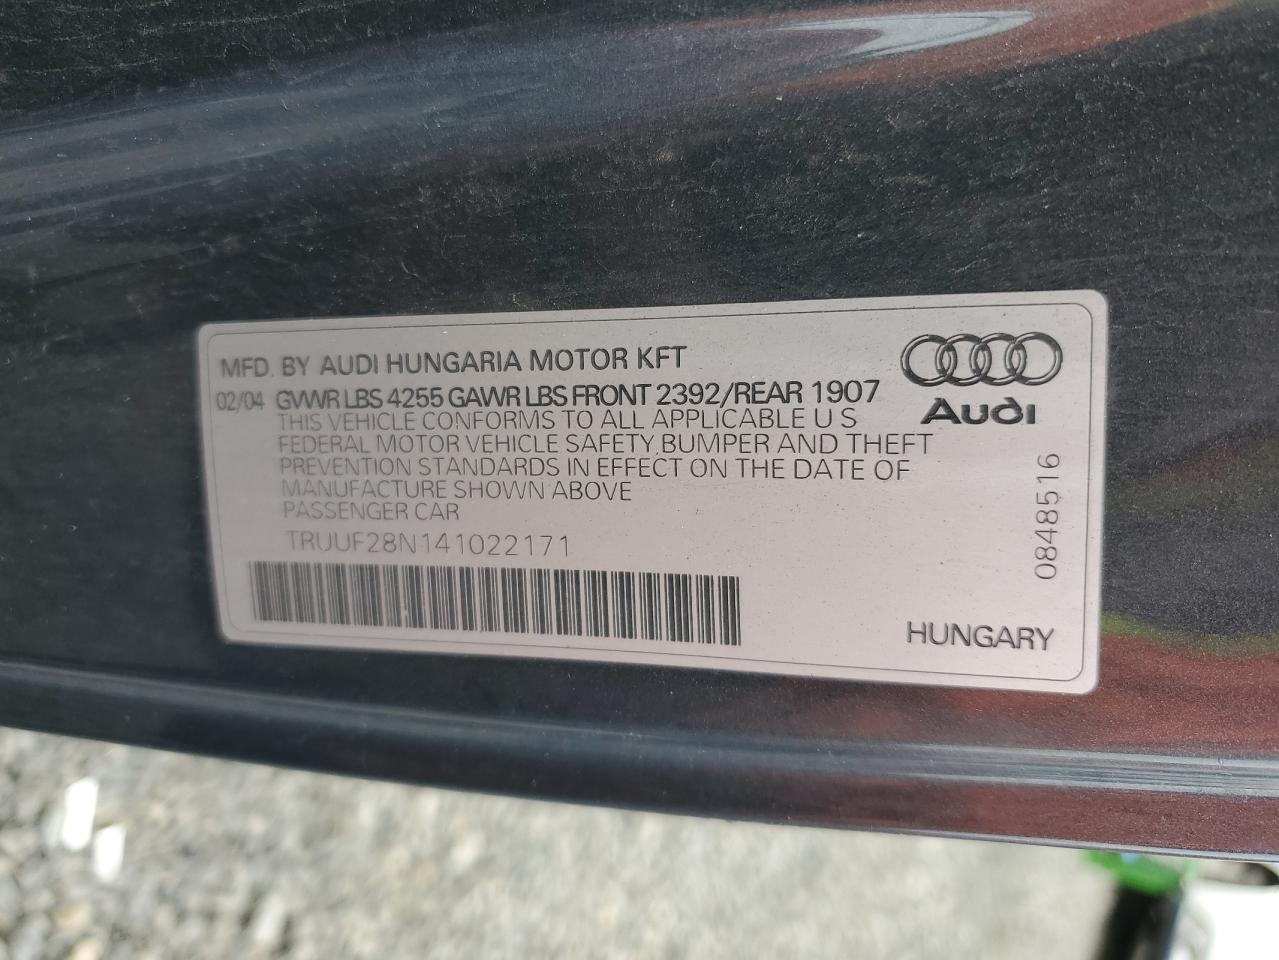 MFD. BY AUDI HUNGARIA MOTOR KFT
02/04 GVWR LBS 4255 GAWR LBS FRONT 2392/REAR 1907
THIS VEHICLE CONFORMS TO ALL APPLICABLE U S
FEDERAL MOTOR VEHICLE SAFETY, BUMPER AND THEFT
PREVENTION STANDARDS IN EFFECT ON THE DATE OF
MANUFACTURE SHOWN ABOVE
PASSENGER CAR
TRUUF28N141022171
Audi
0848516
HUNGARY